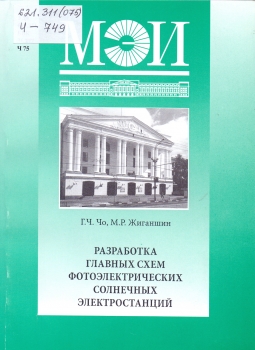 621.311(075)
Ч-749
Ч 75
МЭИ
Г.Ч. Чо, М.Р. Жиганшин
РАЗРАБОТКА
ГЛАВНЫХ СХЕМ
ФОТОЭЛЕКТРИЧЕСКИХ
СОЛНЕЧНЫХ
ЭЛЕКТРОСТАНЦИЙ